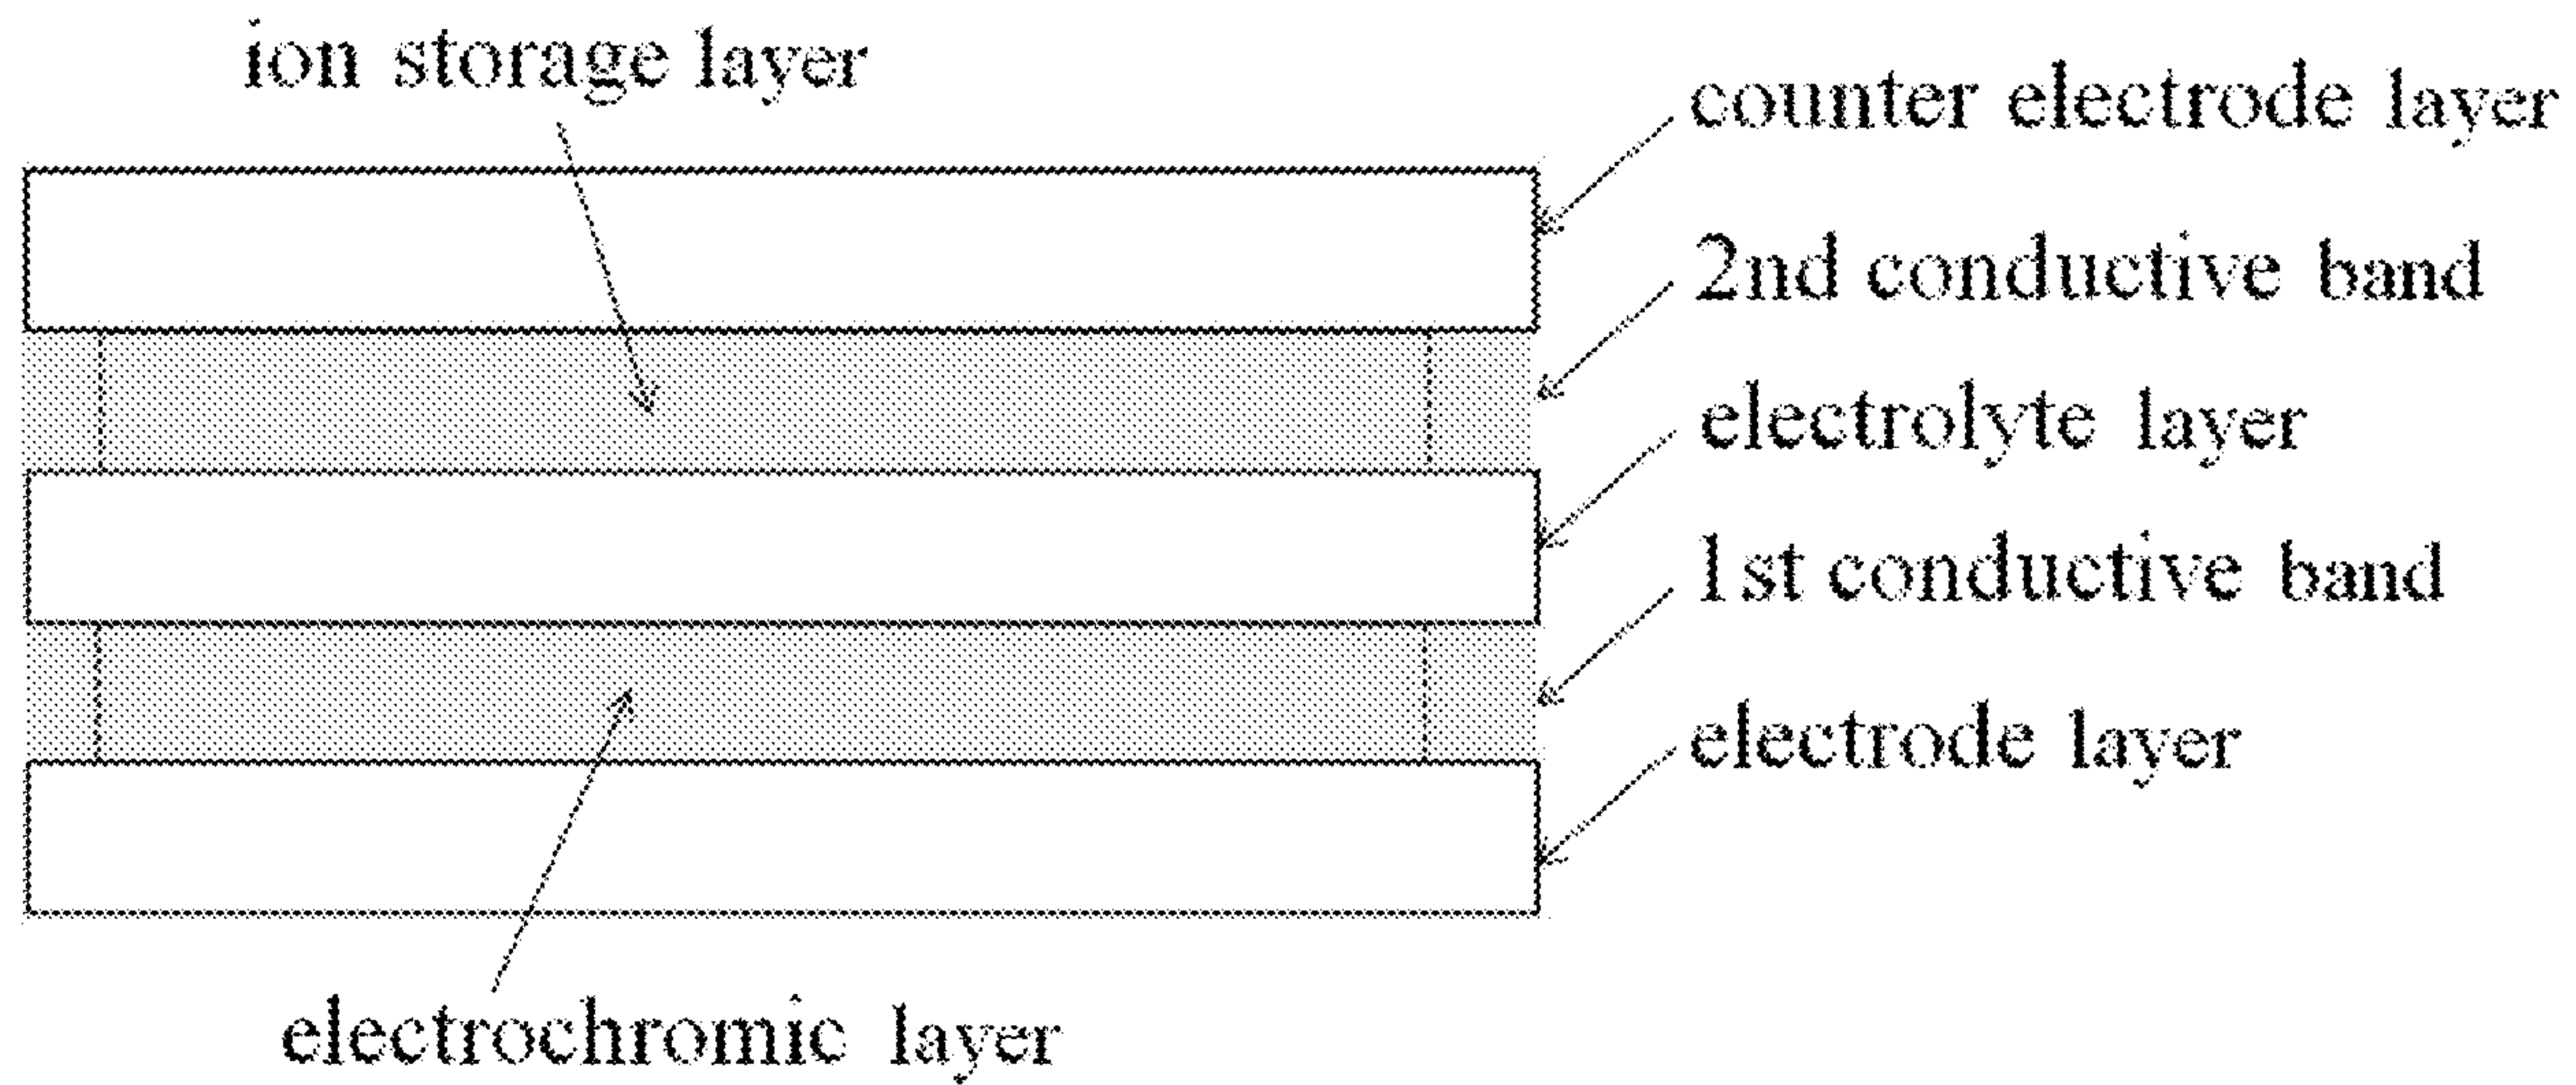 ion storage layer
counter electrode layer
2nd conductive band
electrolyte layer
1st conductive band
electrode layer
electrochromic layer